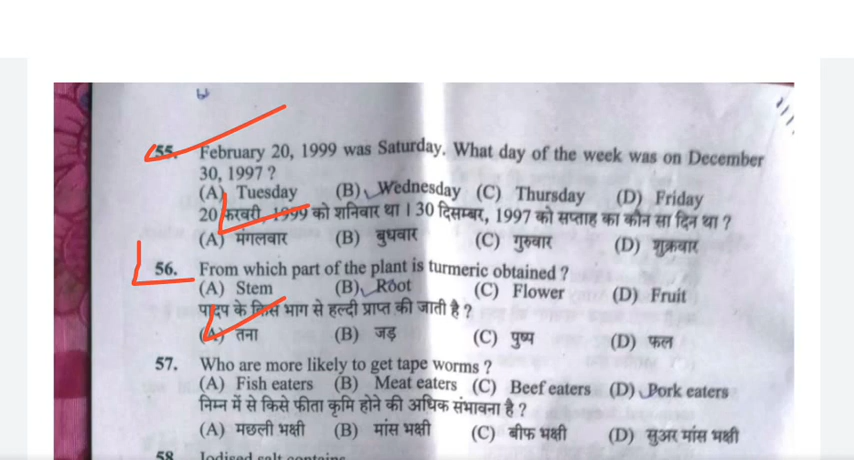 55. February 20, 1999 was Saturday. What day of the week was on December
30, 1997 ?
(A) Tuesday (B) Wednesday (C) Thursday (D) Friday
20 फरवरी, 1999 को शनिवार था । 30 दिसम्बर, 1997 को सप्ताह का कौन सा दिन था ?
(A) मंगलवार (B) बुधवार (C) गुरुवार (D) शुक्रवार
56. From which part of the plant is turmeric obtained ?
(A) Stem (B) Root (C) Flower (D) Fruit
पादप के किस भाग से हल्दी प्राप्त की जाती है ?
(A) तना (B) जड़ (C) पुष्प (D) फल
57. Who are more likely to get tape worms ?
(A) Fish eaters (B) Meat eaters (C) Beef eaters (D) Pork eaters
निम्न में से किसे फीता कृमि होने की अधिक संभावना है ?
(A) मछली भक्षी (B) मांस भक्षी (C) बीफ भक्षी (D) सुअर मांस भक्षी
58 Iodised salt contains